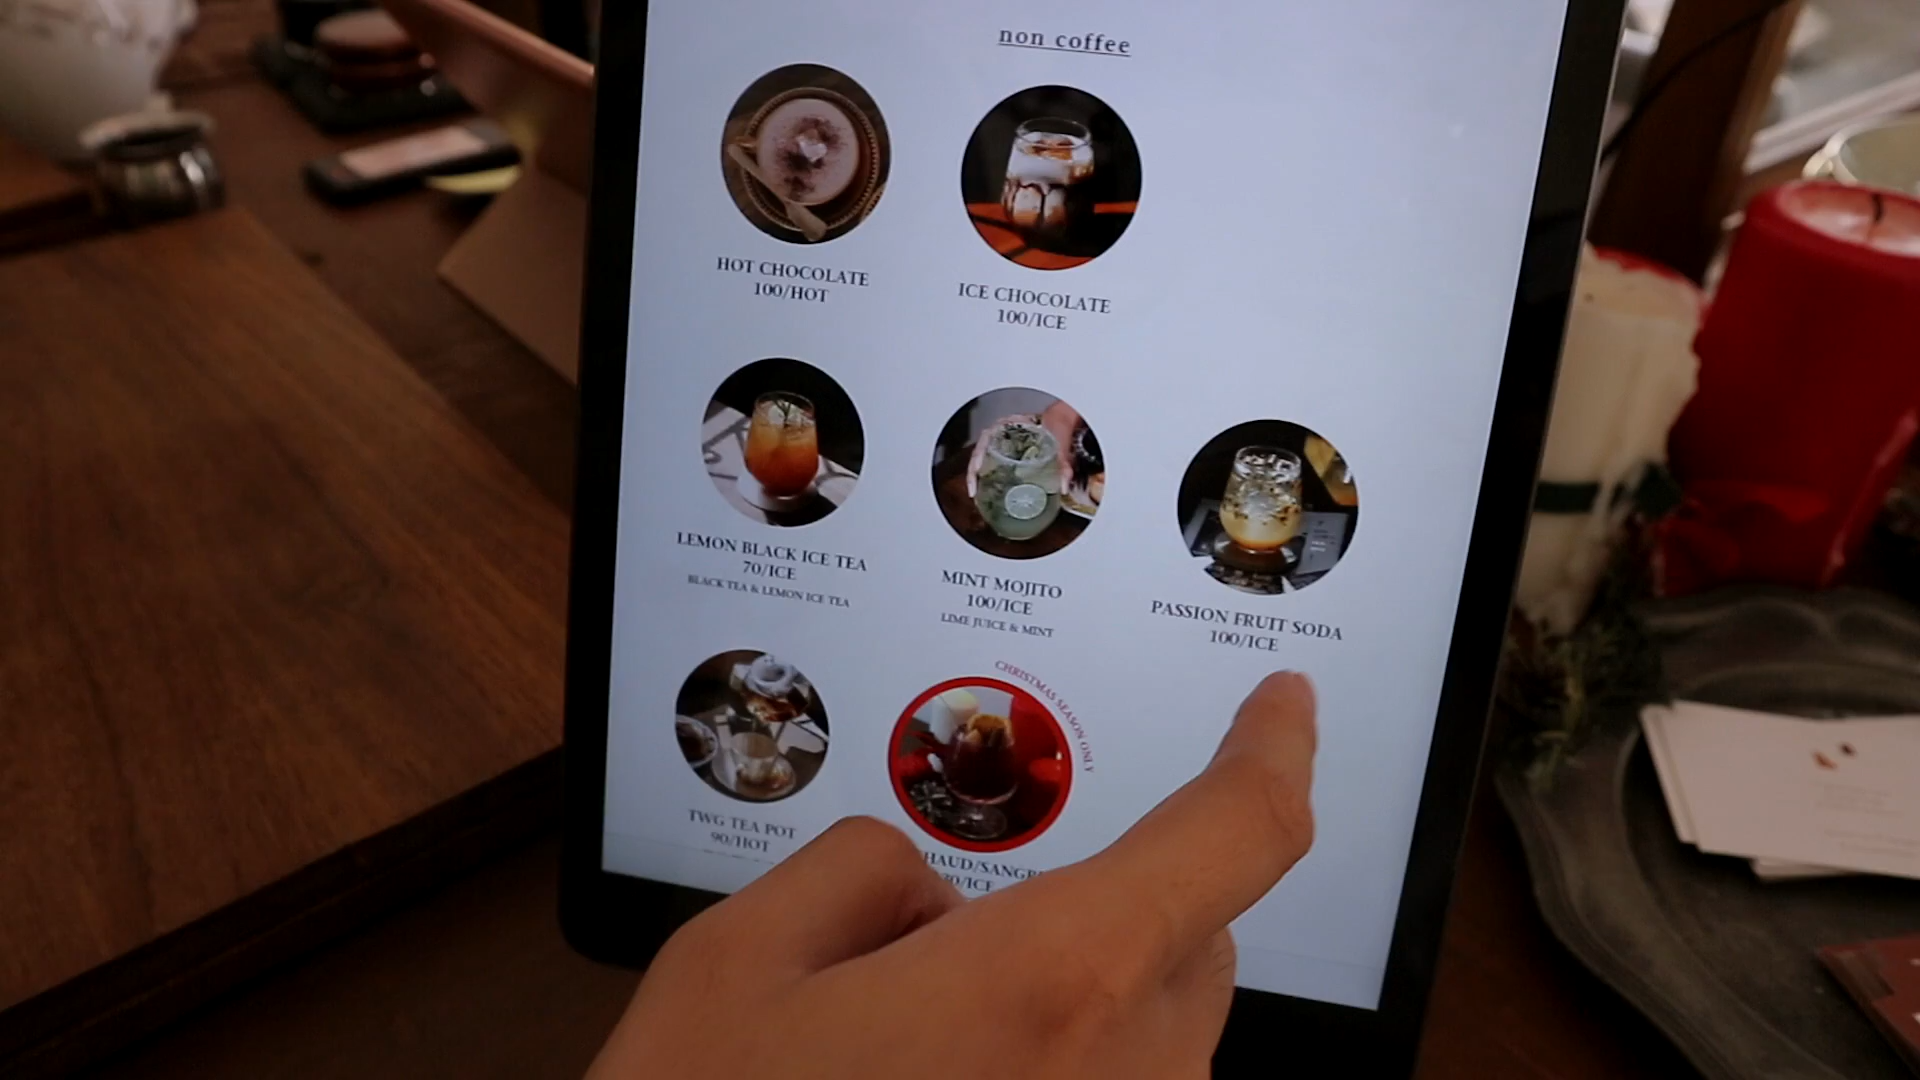 non coffee
HOT CHOCOLATE
100/HOT
ICE CHOCOLATE
100/ICE
LEMON BLACK ICE TEA
70/ICE
BLACK TEA & LEMON ICE TEA
MINT MOJITO
100/ICE
LIME JUICE & MINT
PASSION FRUIT SODA
100/ICE
TWG TEA POT
90/HOT
CHRISTMAS SEASON ONLY